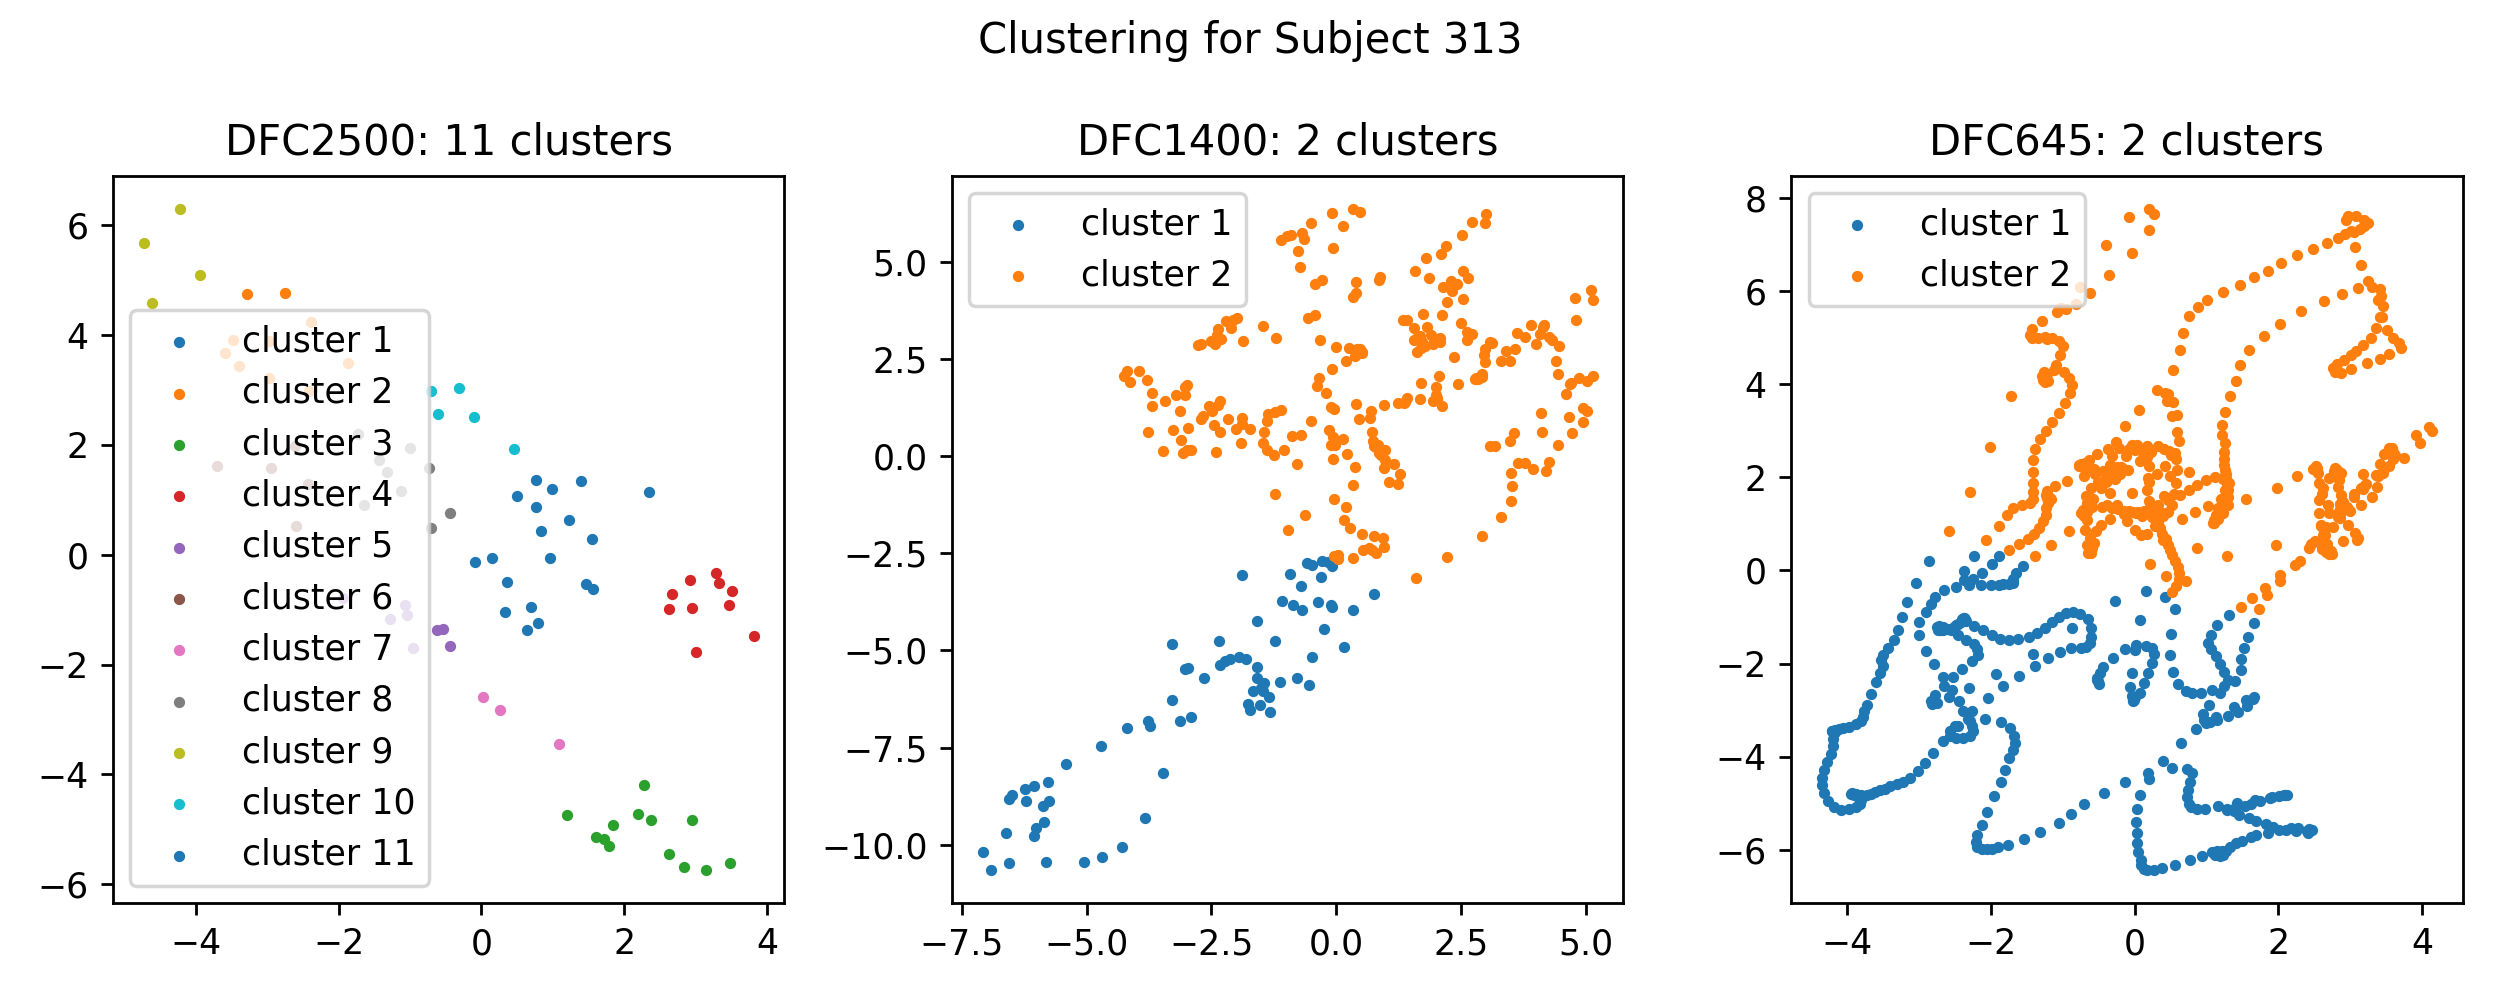 Clustering for Subject 313
DFC2500: 11 clusters
6
4
2
0
−2
−4
−6
−4
−2
0
2
4
cluster 1
cluster 2
cluster 3
cluster 4
cluster 5
cluster 6
cluster 7
cluster 8
cluster 9
cluster 10
cluster 11
DFC1400: 2 clusters
5.0
2.5
0.0
−2.5
−5.0
−7.5
−10.0
−7.5
−5.0
−2.5
0.0
2.5
5.0
cluster 1
cluster 2
DFC645: 2 clusters
8
6
4
2
0
−2
−4
−6
−4
−2
0
2
4
cluster 1
cluster 2